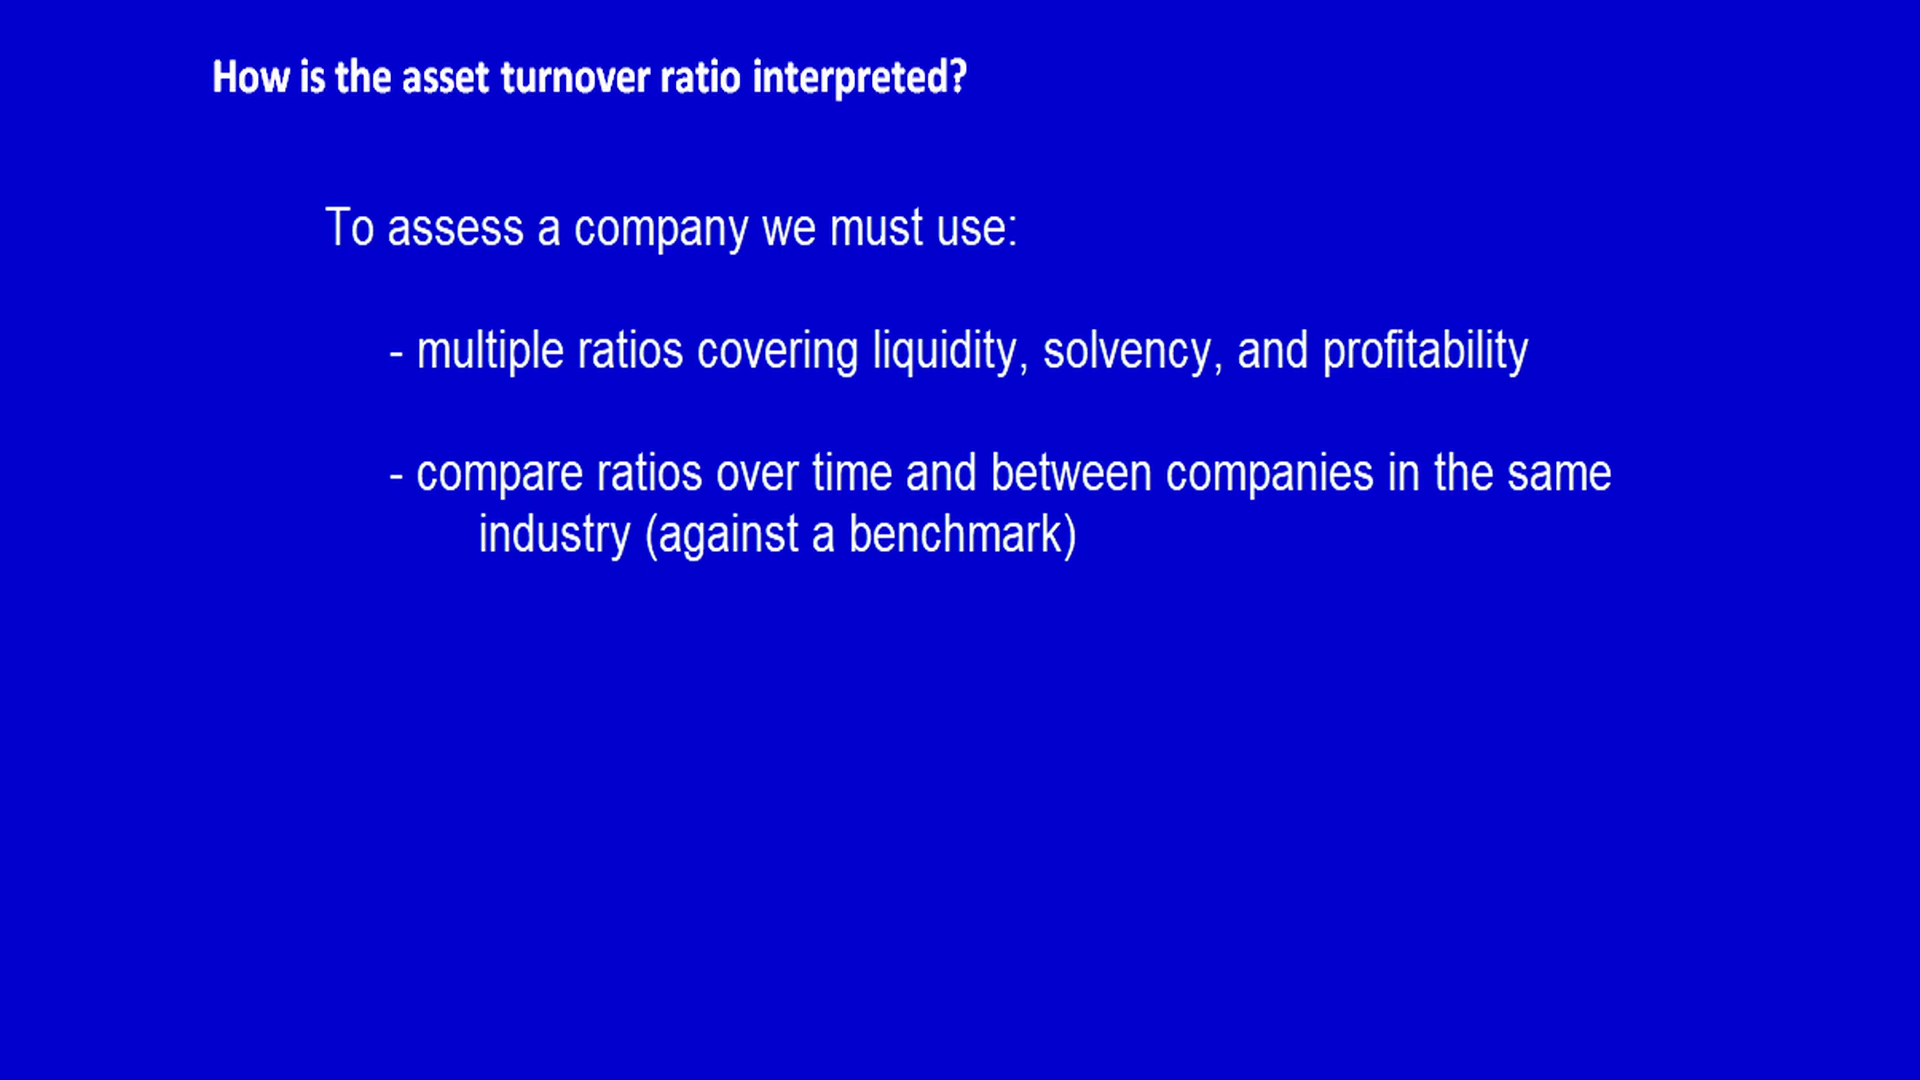 How is the asset turnover ratio interpreted?
To assess a company we must use:
- multiple ratios covering liquidity, solvency, and profitability
- compare ratios over time and between companies in the same
industry (against a benchmark)